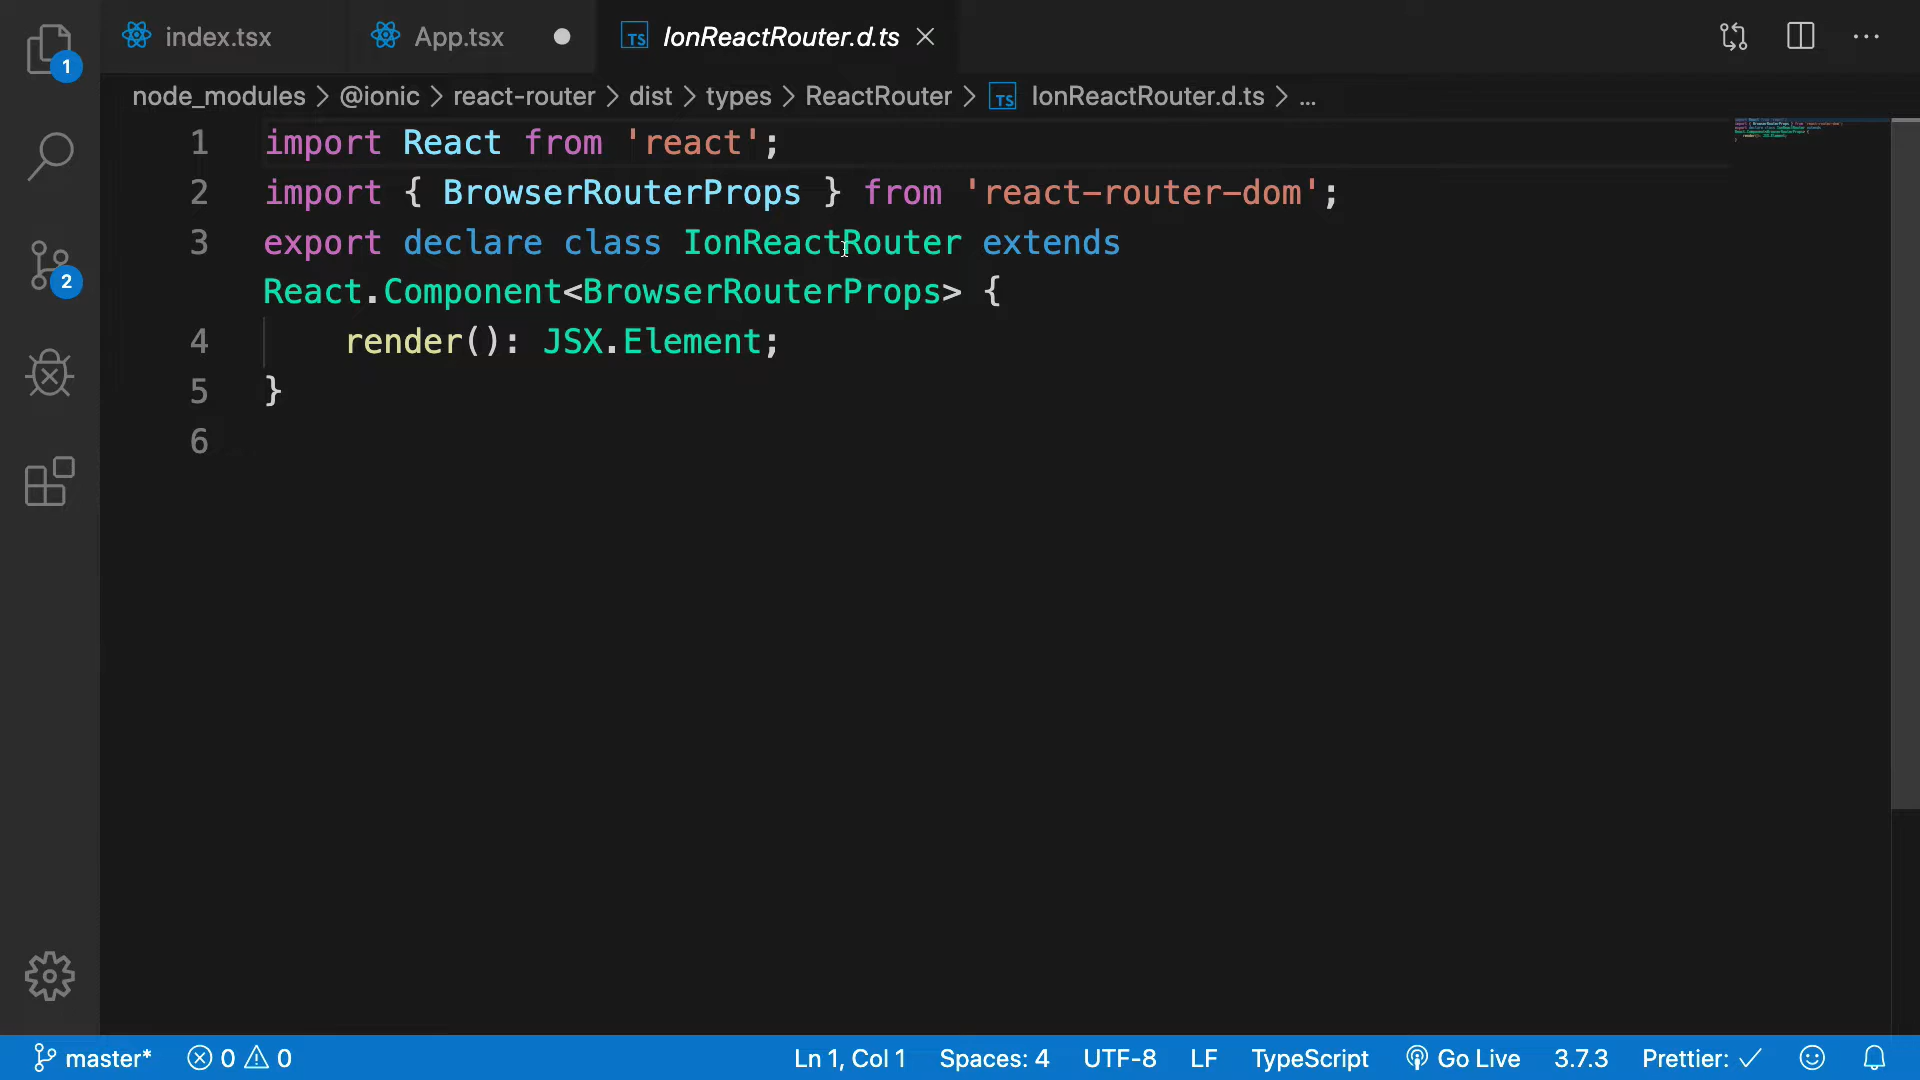 1
index.tsx
App.tsx
TS IonReactRouter.d.ts
node_modules > @ionic > react-router > dist > types > ReactRouter > TS IonReactRouter.d.ts > ...
1 import React from 'react';
2 import { BrowserRouterProps } from 'react-router-dom';
3 export declare class IonReactRouter extends
React.Component<BrowserRouterProps> {
4 render(): JSX.Element;
5 }
6
2
master* 0 0 Ln 1, Col 1 Spaces: 4 UTF-8 LF TypeScript Go Live 3.7.3 Prettier: ✓